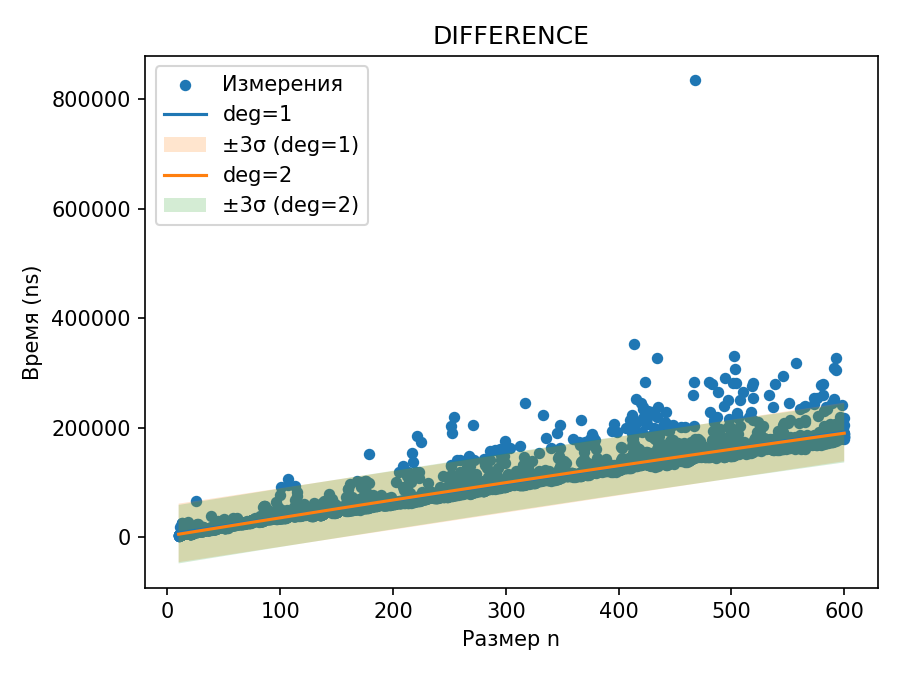 DIFFERENCE
Измерения
deg=1
±3σ (deg=1)
deg=2
±3σ (deg=2)
800000
600000
400000
200000
0
Время (ns)
0 100 200 300 400 500 600
Размер n